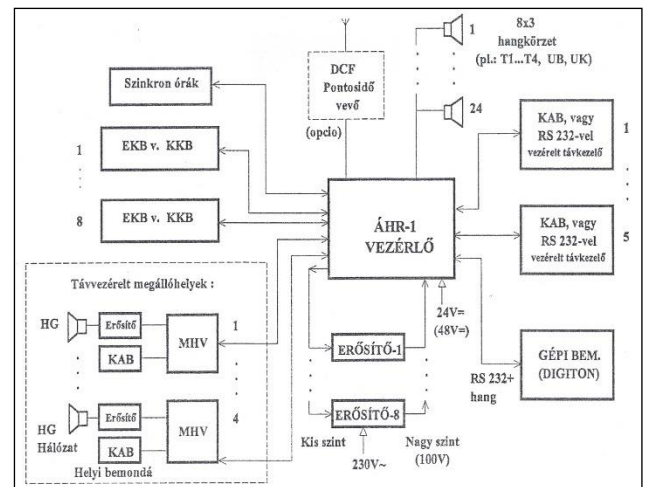 1
8x3
hangkörzet
(pl.: T1...T4, UB, UK)
24
DCF
Pontosidő
vevő
(opcio)
Szinkron órák
1
EKB v. KKB
8
EKB v. KKB
ÁHR-1
VEZÉRLŐ
KAB, vagy
RS 232-vel
vezérelt távkezelő
1
KAB, vagy
RS 232-vel
vezérelt távkezelő
5
Távvezérelt megállóhelyek :
HG
Erősítő
KAB
MHV
1
HG
Hálózat
Erősítő
KAB
MHV
4
Helyi bemondá
24V=
(48V=)
ERŐSÍTŐ-1
ERŐSÍTŐ-8
Kis szint
230V~
Nagy szint
(100V)
RS 232+
hang
GÉPI BEM.
(DIGITON)